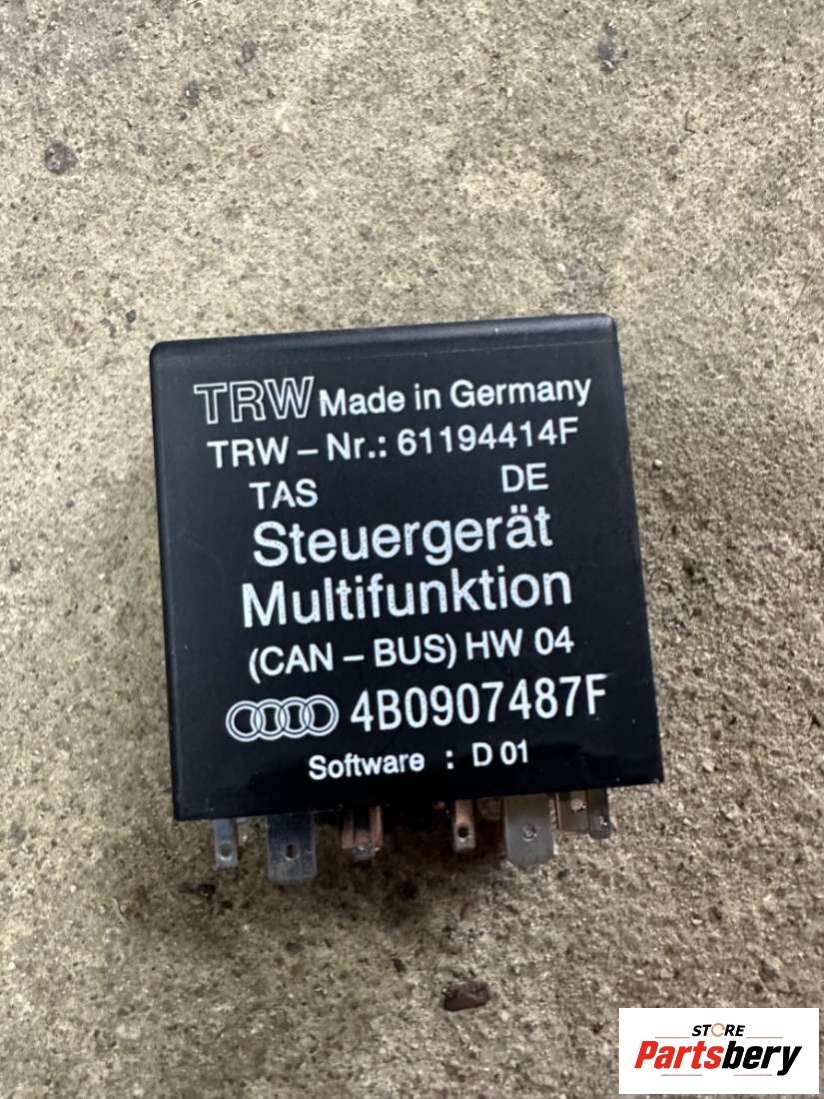 TRW Made in Germany
TRW – Nr.: 61194414F
TAS DE
Steuergerät
Multifunktion
(CAN – BUS) HW 04
4B0907487F
Software : D 01
STORE
Partsbery